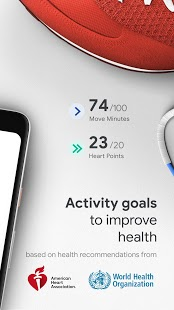 74/100
Move Minutes
23/20
Heart Points
Activity goals
to improve
health
based on health recommendations from
American
Heart
Association®
World Health
Organization